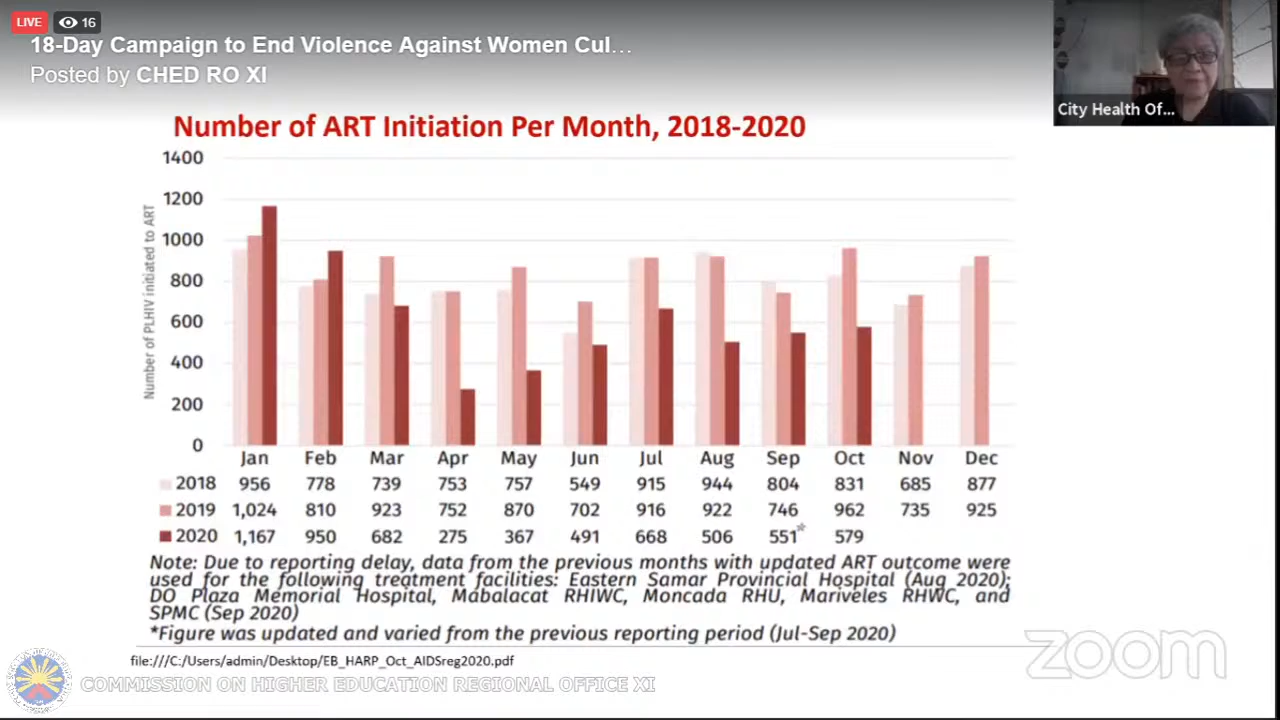 LIVE 16
18-Day Campaign to End Violence Against Women Cul...
Posted by CHED RO XI
City Health Of...
Number of ART Initiation Per Month, 2018-2020
Number of PLHIV initiated to ART
1400
1200
1000
800
600
400
200
0
Jan Feb Mar Apr May Jun Jul Aug Sep Oct Nov Dec
2018 956 778 739 753 757 549 915 944 804 831 685 877
2019 1,024 810 923 752 870 702 916 922 746 962 735 925
2020 1,167 950 682 275 367 491 668 506 551* 579
Note: Due to reporting delay, data from the previous months with updated ART outcome were
used for the following treatment facilities: Eastern Samar Provincial Hospital (Aug 2020);
DO Plaza Memorial Hospital, Mabalacat RHIWC, Moncada RHU, Mariveles RHWC, and
SPMC (Sep 2020)
*Figure was updated and varied from the previous reporting period (Jul-Sep 2020)
file:///C:/Users/admin/Desktop/EB_HARP_Oct_AIDSreg2020.pdf
zoom
COMMISSION ON HIGHER EDUCATION REGIONAL OFFICE XI